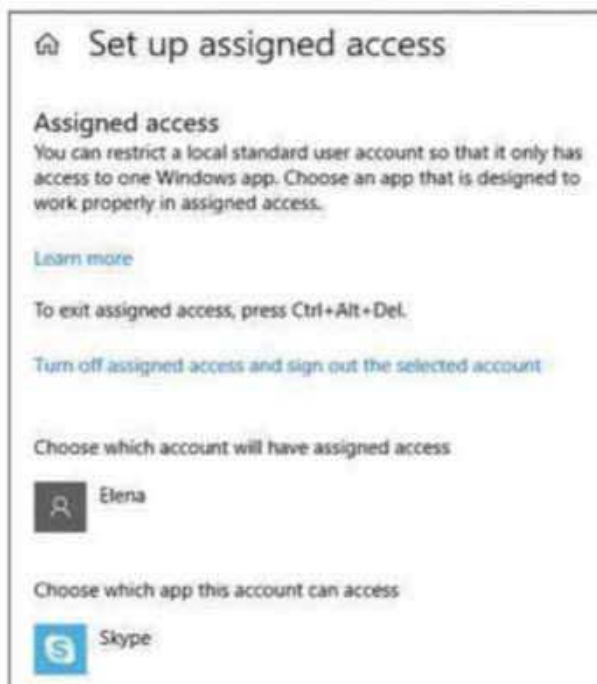 Set up assigned access
Assigned access
You can restrict a local standard user account so that it only has
access to one Windows app. Choose an app that is designed to
work properly in assigned access.
Learn more
To exit assigned access, press Ctrl+Alt+Del.
Turn off assigned access and sign out the selected account
Choose which account will have assigned access
Elena
Choose which app this account can access
Skype